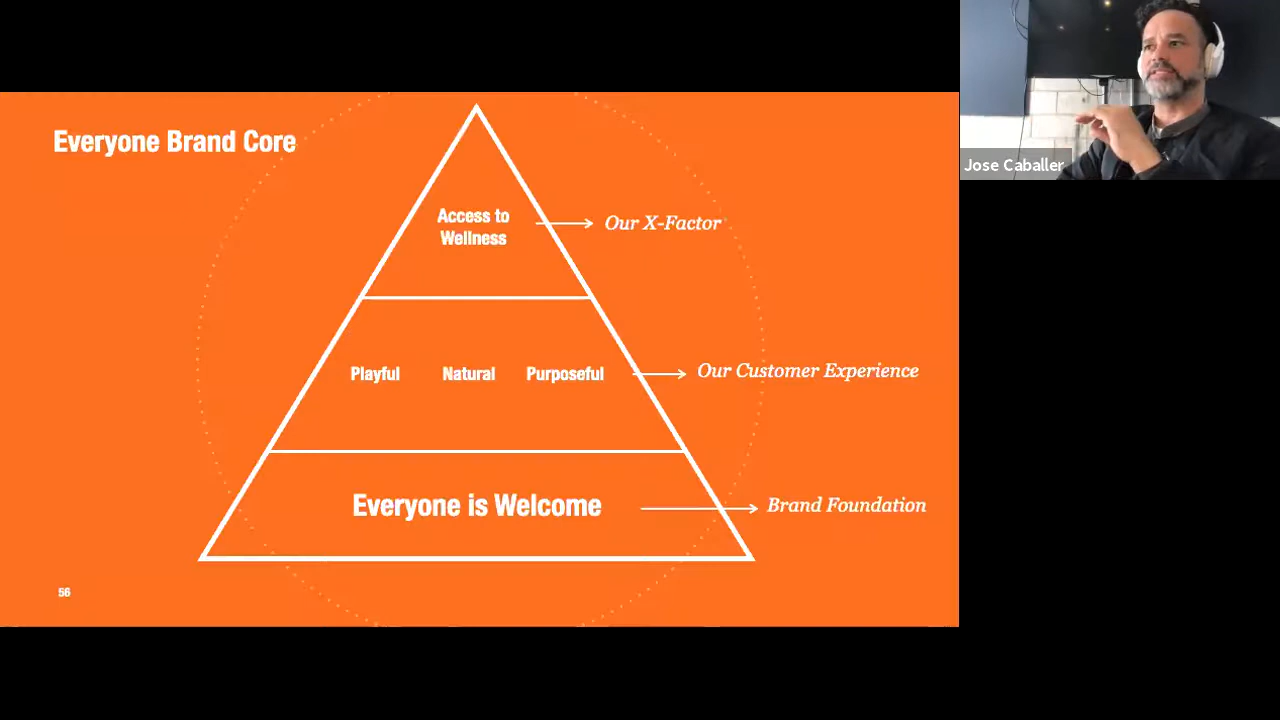 Everyone Brand Core
Access to
Wellness
Our X-Factor
Playful Natural Purposeful
Our Customer Experience
Everyone is Welcome
Brand Foundation
56
Jose Caballer